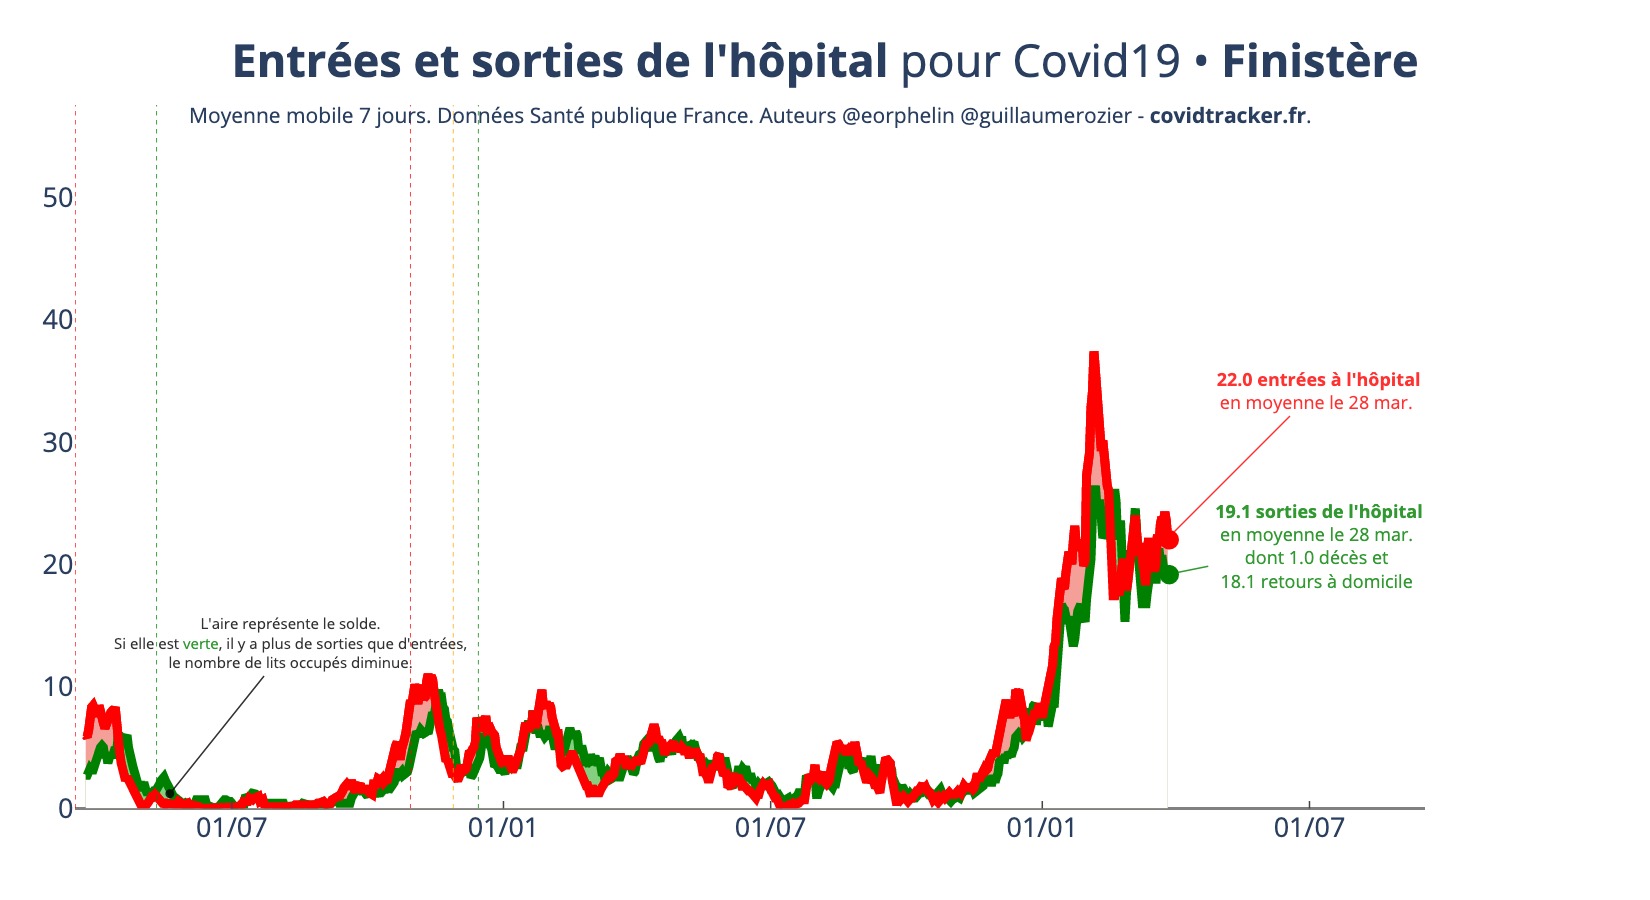 Entrées et sorties de l'hôpital pour Covid19 • Finistère
Moyenne mobile 7 jours. Données Santé publique France. Auteurs @eorphelin @guillaumerozier - covidtracker.fr.
50
40
30
20
10
0
22.0 entrées à l'hôpital
en moyenne le 28 mar.
19.1 sorties de l'hôpital
en moyenne le 28 mar.
dont 1.0 décès et
18.1 retours à domicile
L'aire représente le solde.
Si elle est verte, il y a plus de sorties que d'entrées,
le nombre de lits occupés diminue.
01/07
01/01
01/07
01/01
01/07